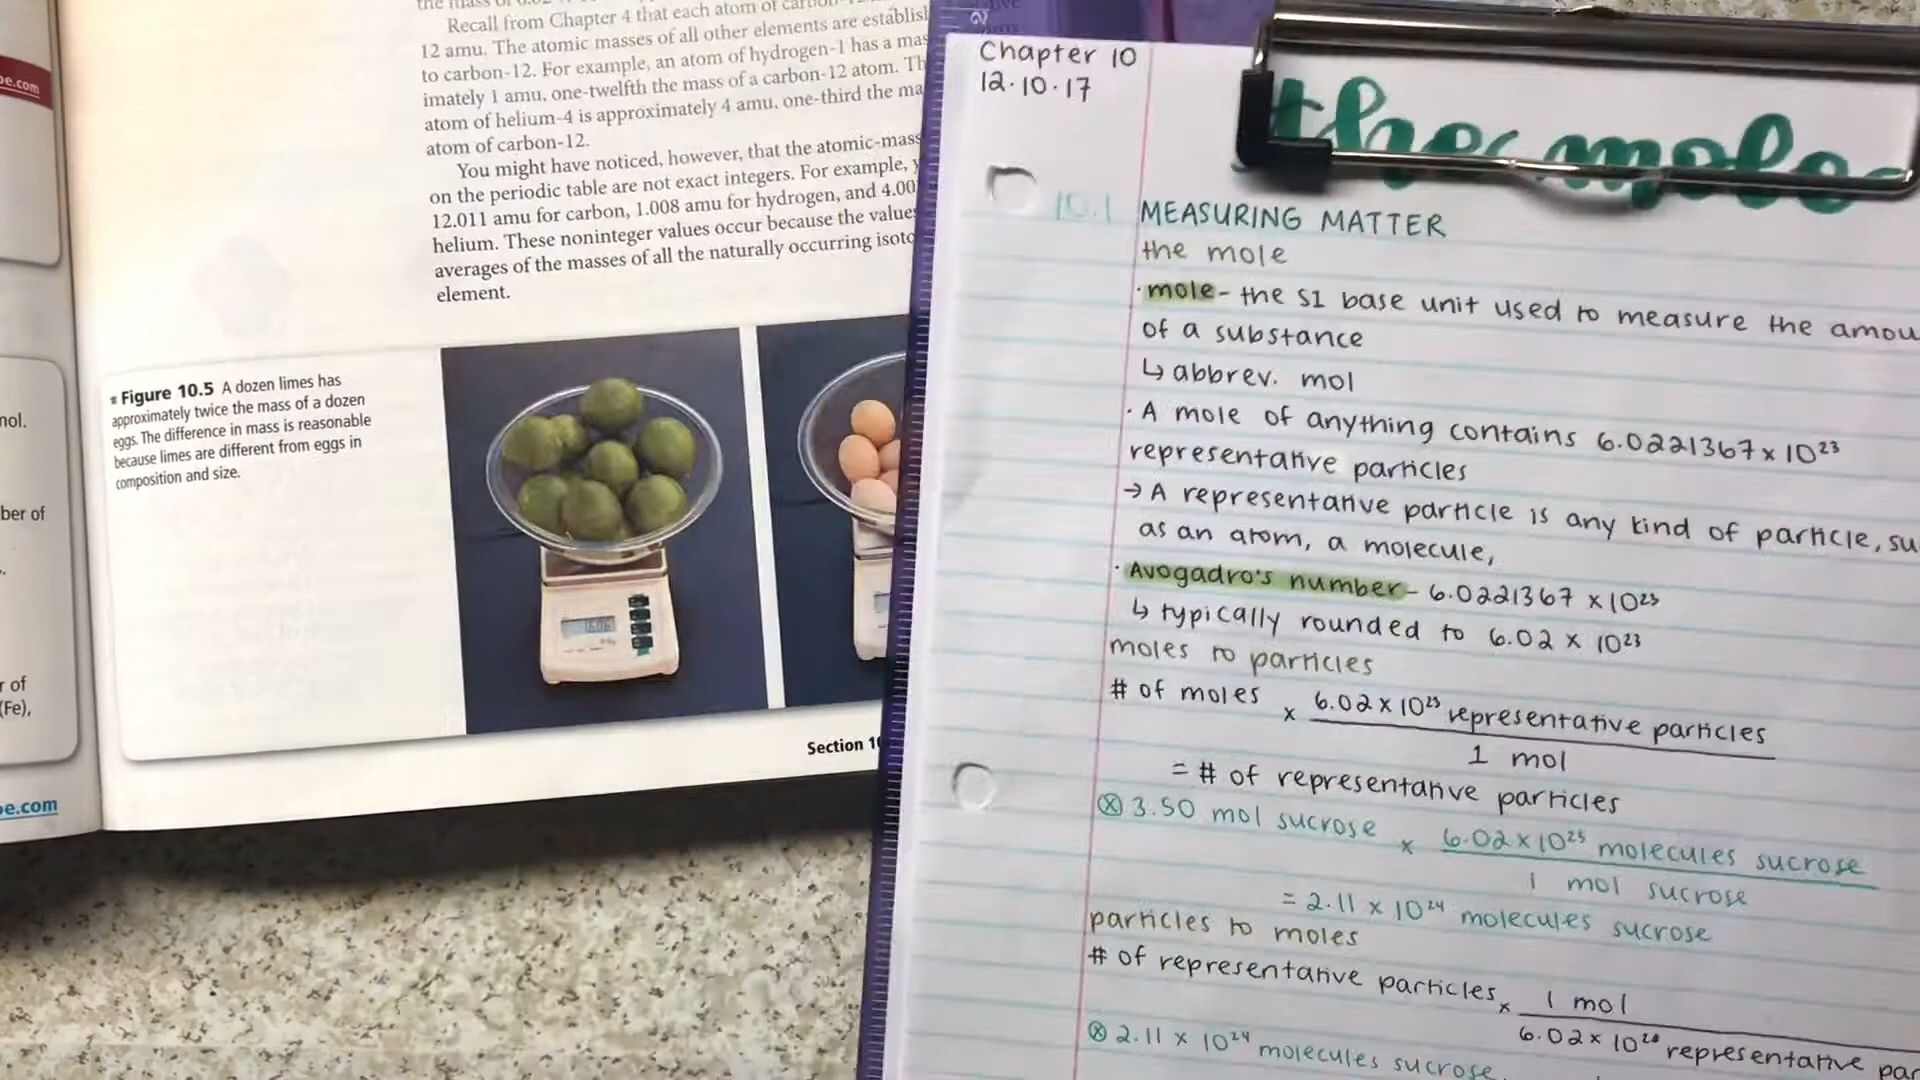 Recall from Chapter 4 that each atom of
12 amu. The atomic masses of all other elements are
to carbon-12. For example, an atom of hydrogen-1 has a
imately 1 amu, one-twelfth the mass of a carbon-12 atom.
atom of helium-4 is approximately 4 amu, one-third the
atom of carbon-12.
You might have noticed, however, that the atomic-mass
on the periodic table are not exact integers. For example,
12.011 amu for carbon, 1.008 amu for hydrogen, and 4.00
helium. These noninteger values occur because the
averages of the masses of all the naturally occurring
element.
Figure 10.5 A dozen limes has
approximately twice the mass of a dozen
eggs. The difference in mass is reasonable
because limes are different from eggs in
composition and size.
Section
be.com
mol.
ber of
r of
(Fe),
be.com
Chapter 10
12.10.17
the mole
10.1 MEASURING MATTER
the mole
· mole - the SI base unit used to measure the amou
of a substance
↳ abbrev. mol
· A mole of anything contains 6.0221367 x 10²³
representative particles
→ A representative particle is any kind of particle, su
as an atom, a molecule,
· Avogadro's number - 6.0221367 x 10²³
↳ typically rounded to 6.02 x 10²³
moles to particles
# of moles x 6.02 x 10²³ representative particles
1 mol
= # of representative particles
ⓧ 3.50 mol sucrose x 6.02 x 10²³ molecules sucrose
1 mol sucrose
= 2.11 x 10²⁴ molecules sucrose
particles to moles
# of representative particles x 1 mol
6.02 x 10²³ representative par
ⓧ 2.11 x 10²⁴ molecules sucrose